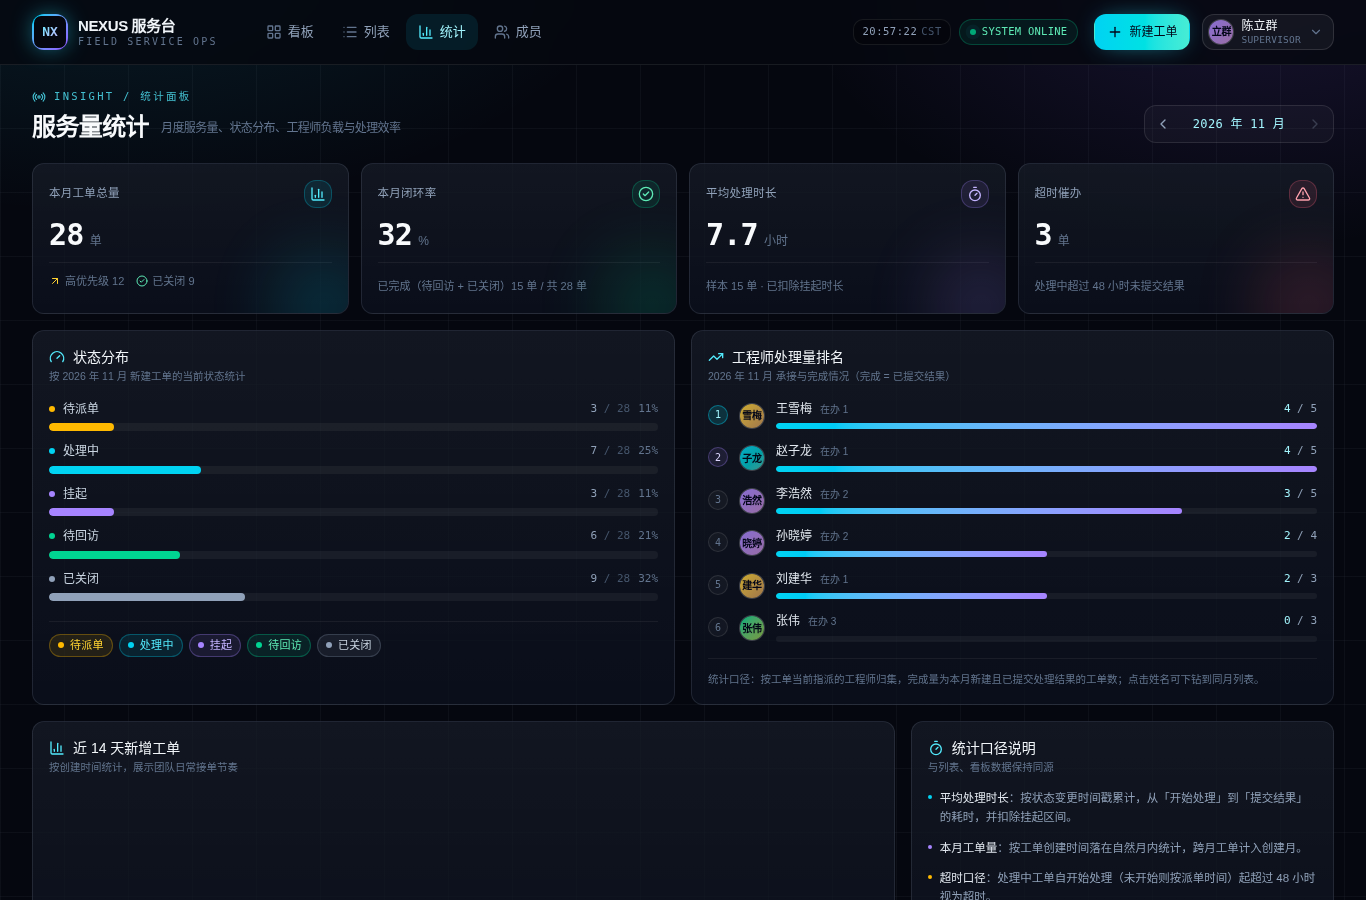 NX
NEXUS 服务台
FIELD SERVICE OPS
看板
列表
统计
成员
20:57:22 CST
SYSTEM ONLINE
新建工单
立群
陈立群
SUPERVISOR
INSIGHT / 统计面板
服务量统计
月度服务量、状态分布、工程师负载与处理效率
2026 年 11 月
本月工单总量
28 单
高优先级 12
已关闭 9
本月闭环率
32 %
已完成（待回访 + 已关闭）15 单 / 共 28 单
平均处理时长
7.7 小时
样本 15 单 · 已扣除挂起时长
超时催办
3 单
处理中超过 48 小时未提交结果
状态分布
按 2026 年 11 月 新建工单的当前状态统计
待派单 3 / 28 11%
处理中 7 / 28 25%
挂起 3 / 28 11%
待回访 6 / 28 21%
已关闭 9 / 28 32%
待派单
处理中
挂起
待回访
已关闭
工程师处理量排名
2026 年 11 月 承接与完成情况（完成 = 已提交结果）
1 雪梅 王雪梅 在办 1 4 / 5
2 子龙 赵子龙 在办 1 4 / 5
3 浩然 李浩然 在办 2 3 / 5
4 晓婷 孙晓婷 在办 2 2 / 4
5 建华 刘建华 在办 1 2 / 3
6 张伟 张伟 在办 3 0 / 3
统计口径：按工单当前指派的工程师归集，完成量为本月新建且已提交处理结果的工单数；点击姓名可下钻到同月列表。
近 14 天新增工单
按创建时间统计，展示团队日常接单节奏
统计口径说明
与列表、看板数据保持同源
平均处理时长：按状态变更时间戳累计，从「开始处理」到「提交结果」
的耗时，并扣除挂起区间。
本月工单量：按工单创建时间落在自然月内统计，跨月工单计入创建月。
超时口径：处理中工单自开始处理（未开始则按派单时间）起超过 48 小时
视为超时。